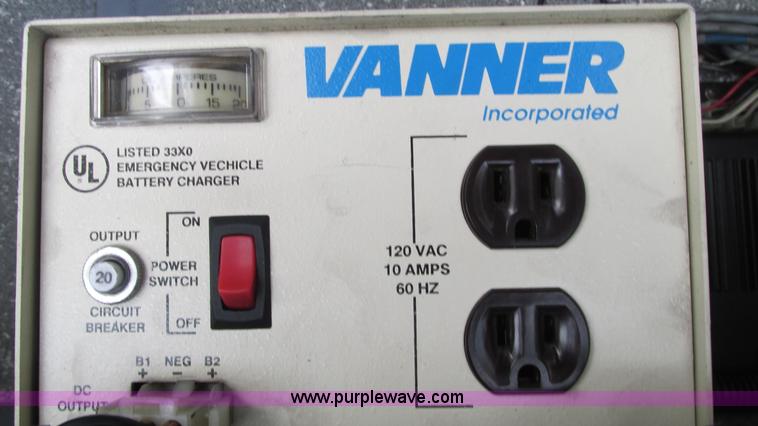 VANNER
Incorporated
AMPERES
5 0 15 20
UL
LISTED 33X0
EMERGENCY VECHICLE
BATTERY CHARGER
ON
OUTPUT
20
POWER
SWITCH
CIRCUIT
BREAKER
OFF
120 VAC
10 AMPS
60 HZ
B1 NEG B2
+ − +
DC
OUTPUT
www.purplewave.com